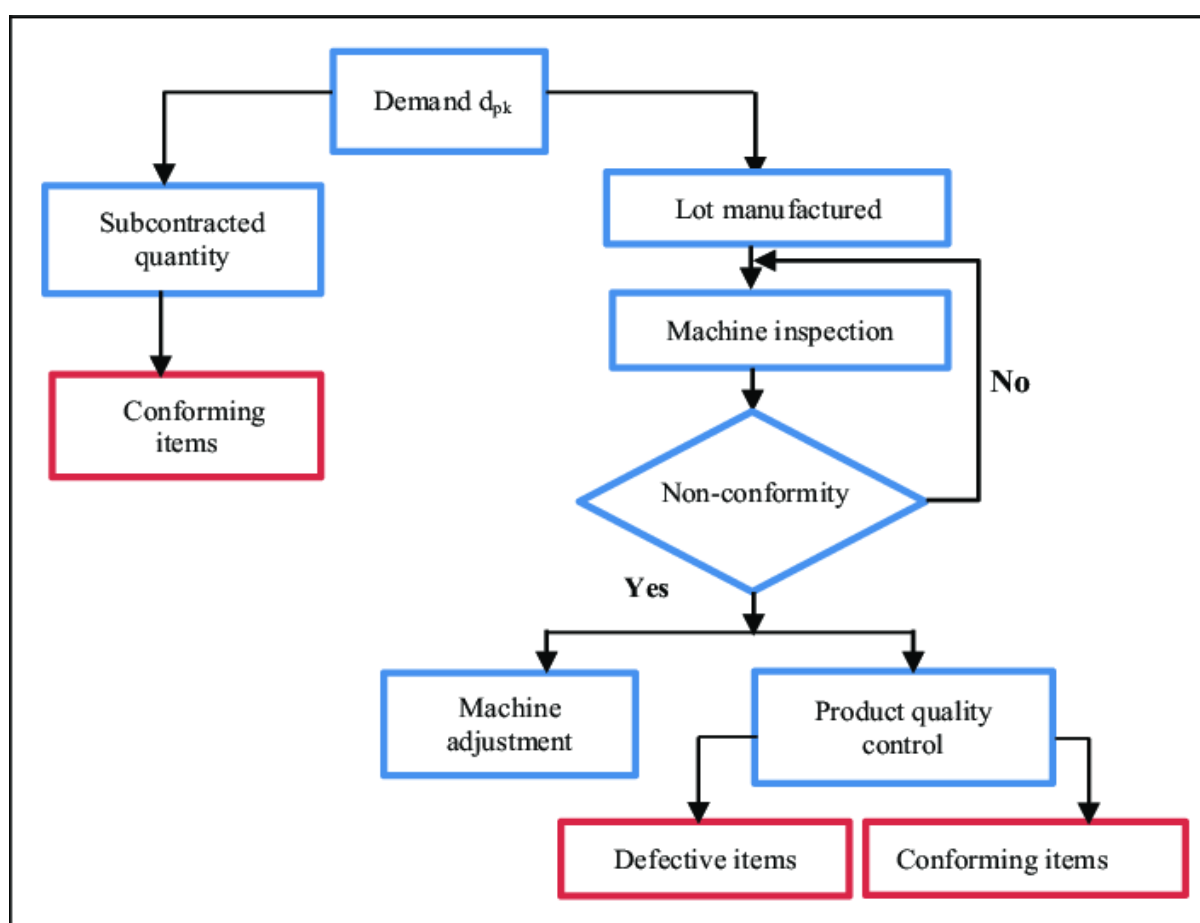 Demand dpk
Subcontracted
quantity
Lot manufactured
Machine inspection
Conforming
items
No
Non-conformity
Yes
Machine
adjustment
Product quality
control
Defective items
Conforming items